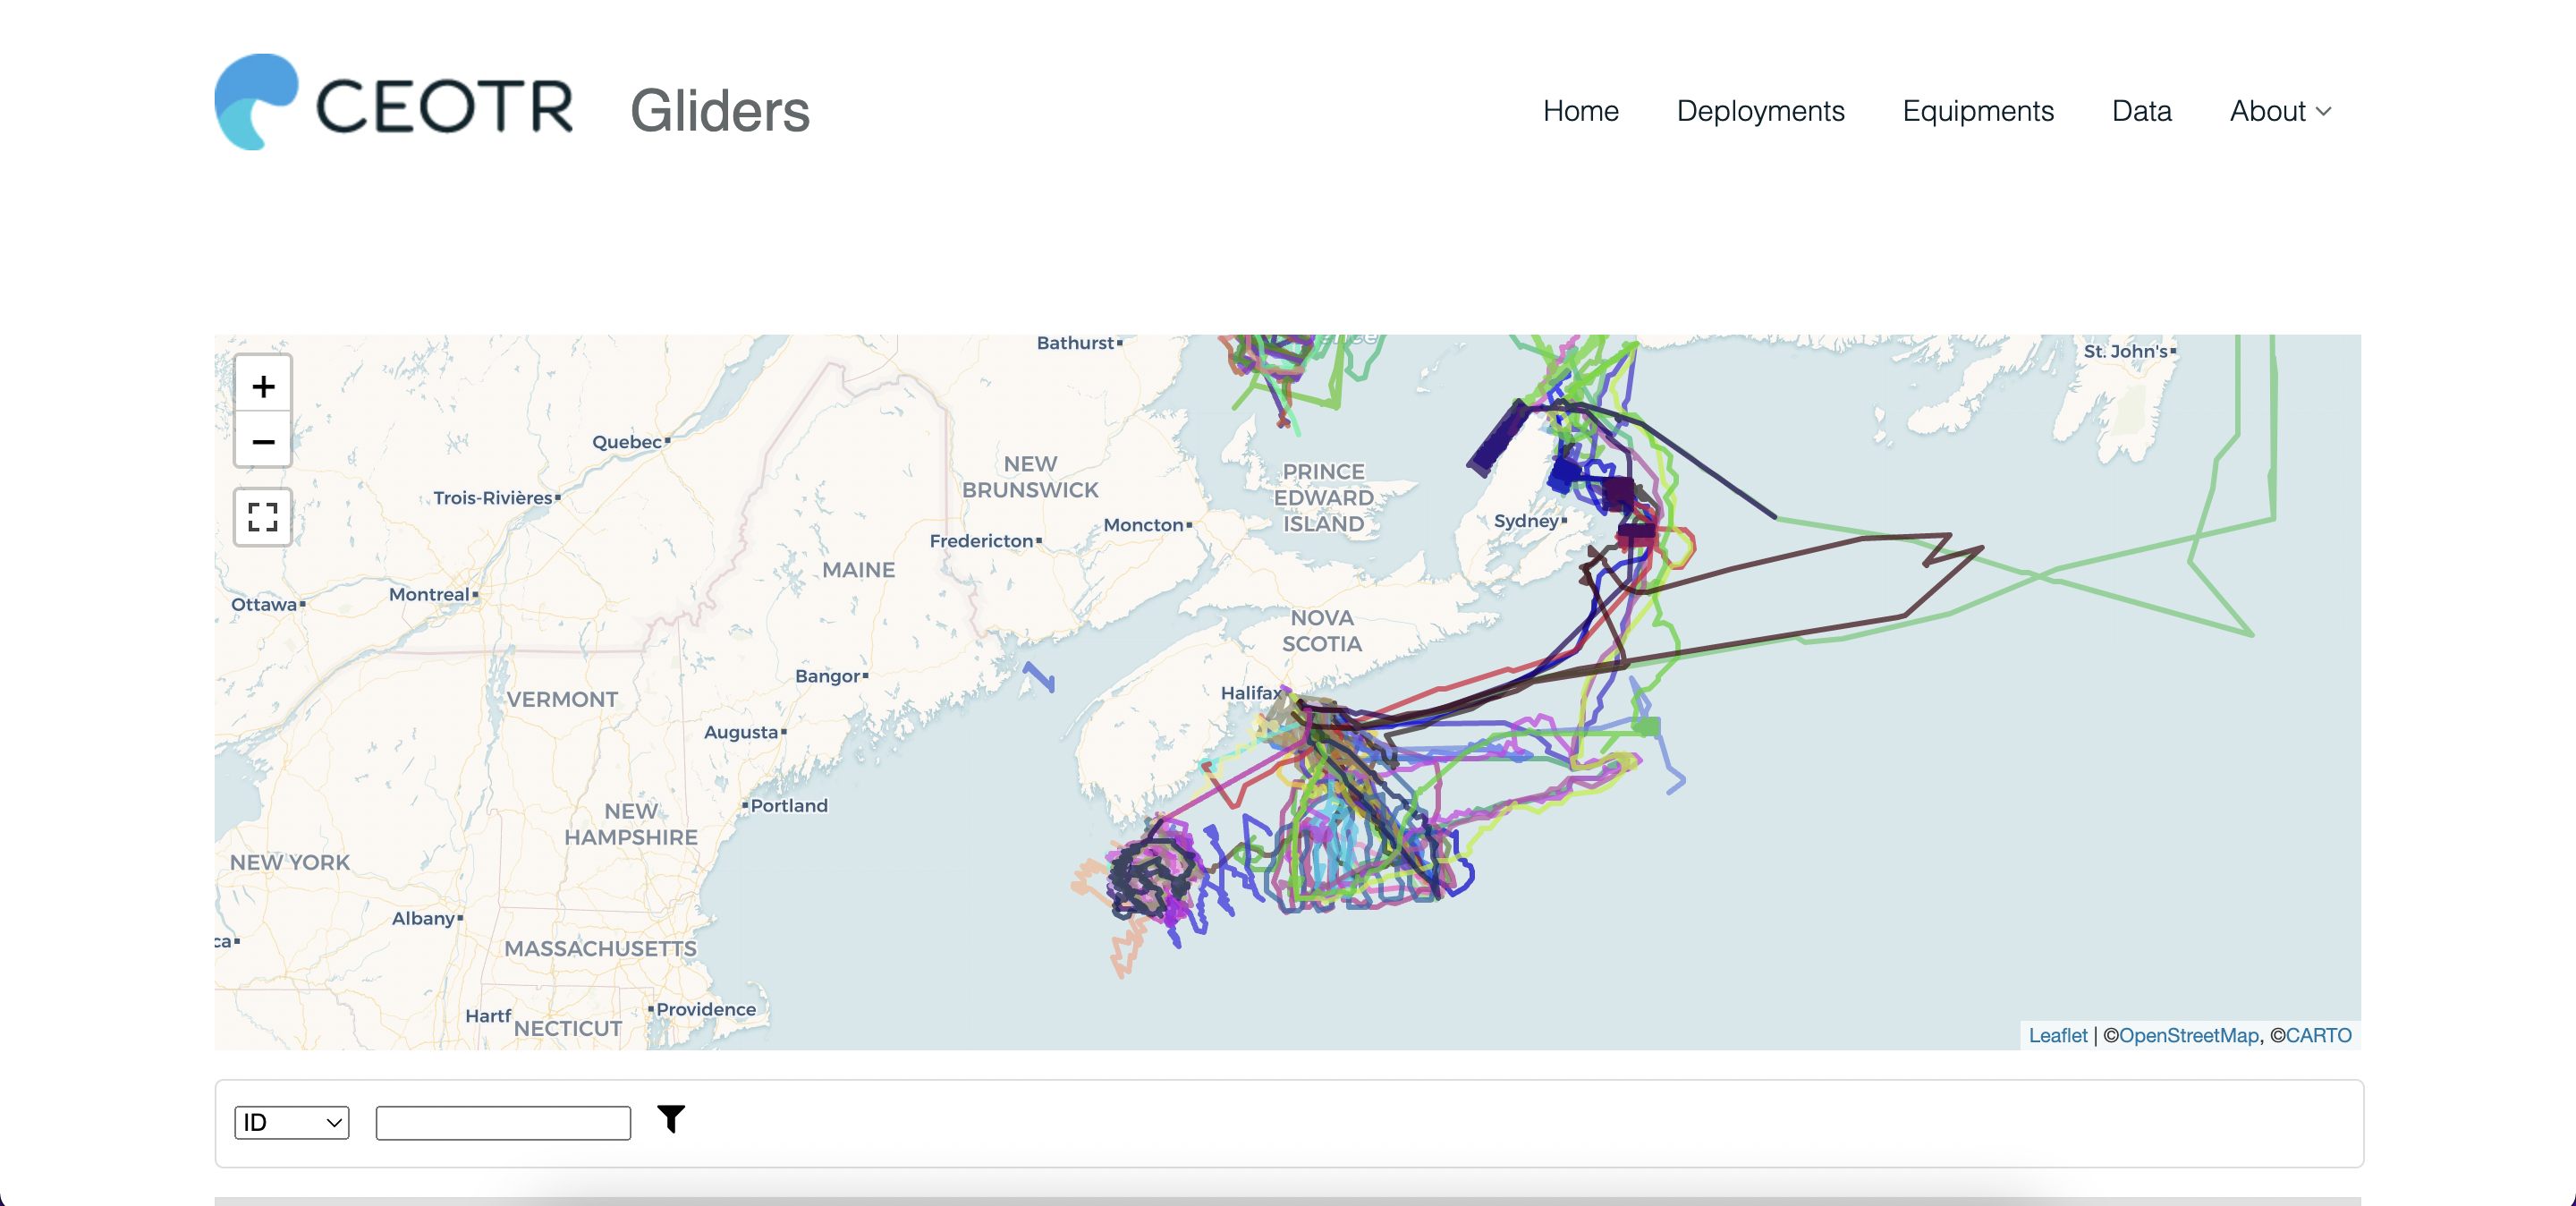 CEOTR Gliders Home Deployments Equipments Data About
Bathurst
St. John's
+
−
Quebec
NEW
BRUNSWICK
PRINCE
EDWARD
ISLAND
Trois-Rivières
Moncton
Sydney
Fredericton
MAINE
Ottawa
Montreal
NOVA
SCOTIA
Bangor
VERMONT
Halifax
Augusta
Portland
NEW
HAMPSHIRE
NEW YORK
Albany
ca
MASSACHUSETTS
Providence
Hartf
NECTICUT
Leaflet | ©OpenStreetMap, ©CARTO
ID